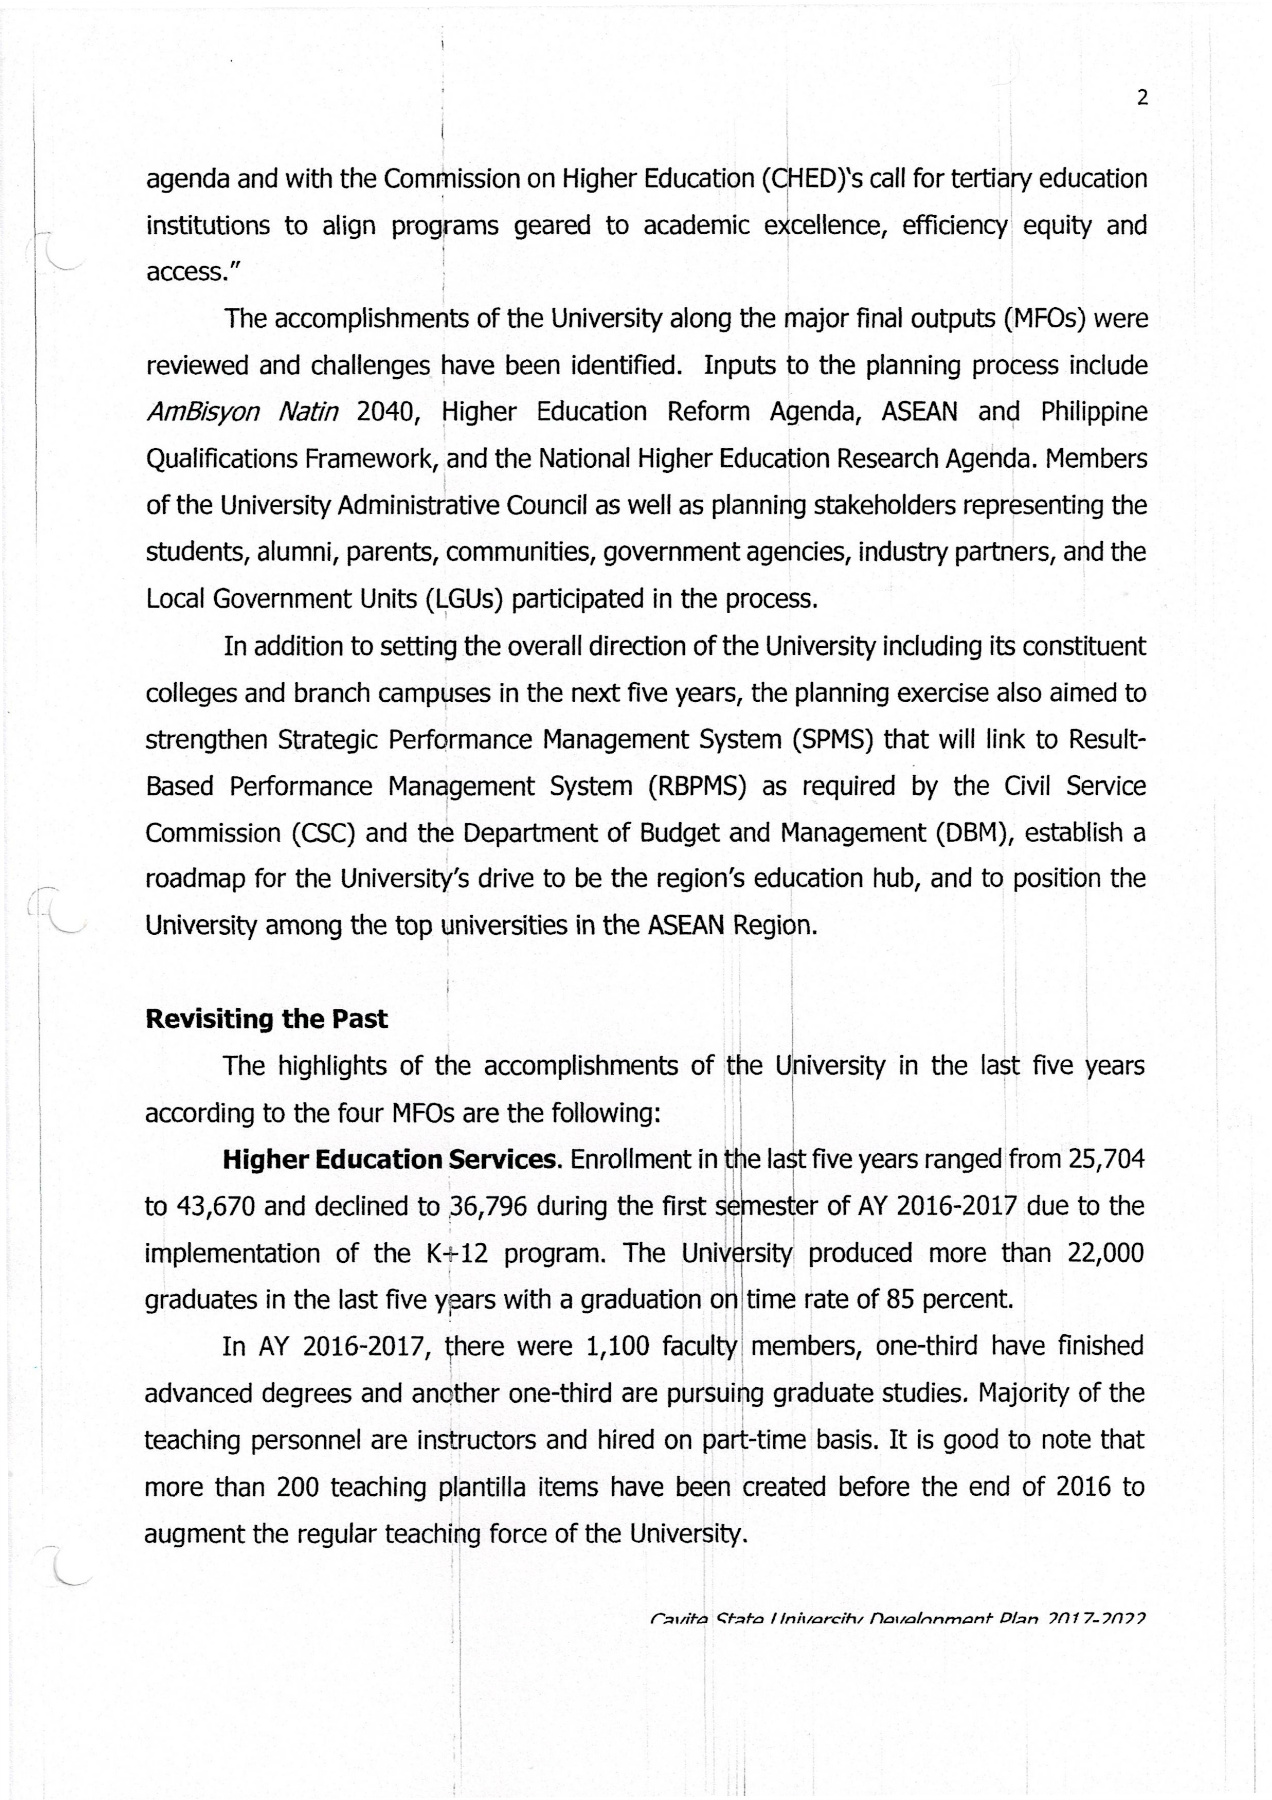 2
agenda and with the Commission on Higher Education (CHED)'s call for tertiary education
institutions to align programs geared to academic excellence, efficiency equity and
access."
The accomplishments of the University along the major final outputs (MFOs) were
reviewed and challenges have been identified. Inputs to the planning process include
AmBisyon Natin 2040, Higher Education Reform Agenda, ASEAN and Philippine
Qualifications Framework, and the National Higher Education Research Agenda. Members
of the University Administrative Council as well as planning stakeholders representing the
students, alumni, parents, communities, government agencies, industry partners, and the
Local Government Units (LGUs) participated in the process.
In addition to setting the overall direction of the University including its constituent
colleges and branch campuses in the next five years, the planning exercise also aimed to
strengthen Strategic Performance Management System (SPMS) that will link to Result-
Based Performance Management System (RBPMS) as required by the Civil Service
Commission (CSC) and the Department of Budget and Management (DBM), establish a
roadmap for the University's drive to be the region's education hub, and to position the
University among the top universities in the ASEAN Region.
Revisiting the Past
The highlights of the accomplishments of the University in the last five years
according to the four MFOs are the following:
Higher Education Services. Enrollment in the last five years ranged from 25,704
to 43,670 and declined to 36,796 during the first semester of AY 2016-2017 due to the
implementation of the K+12 program. The University produced more than 22,000
graduates in the last five years with a graduation on time rate of 85 percent.
In AY 2016-2017, there were 1,100 faculty members, one-third have finished
advanced degrees and another one-third are pursuing graduate studies. Majority of the
teaching personnel are instructors and hired on part-time basis. It is good to note that
more than 200 teaching plantilla items have been created before the end of 2016 to
augment the regular teaching force of the University.
Cavite State University Development Plan 2017-2022